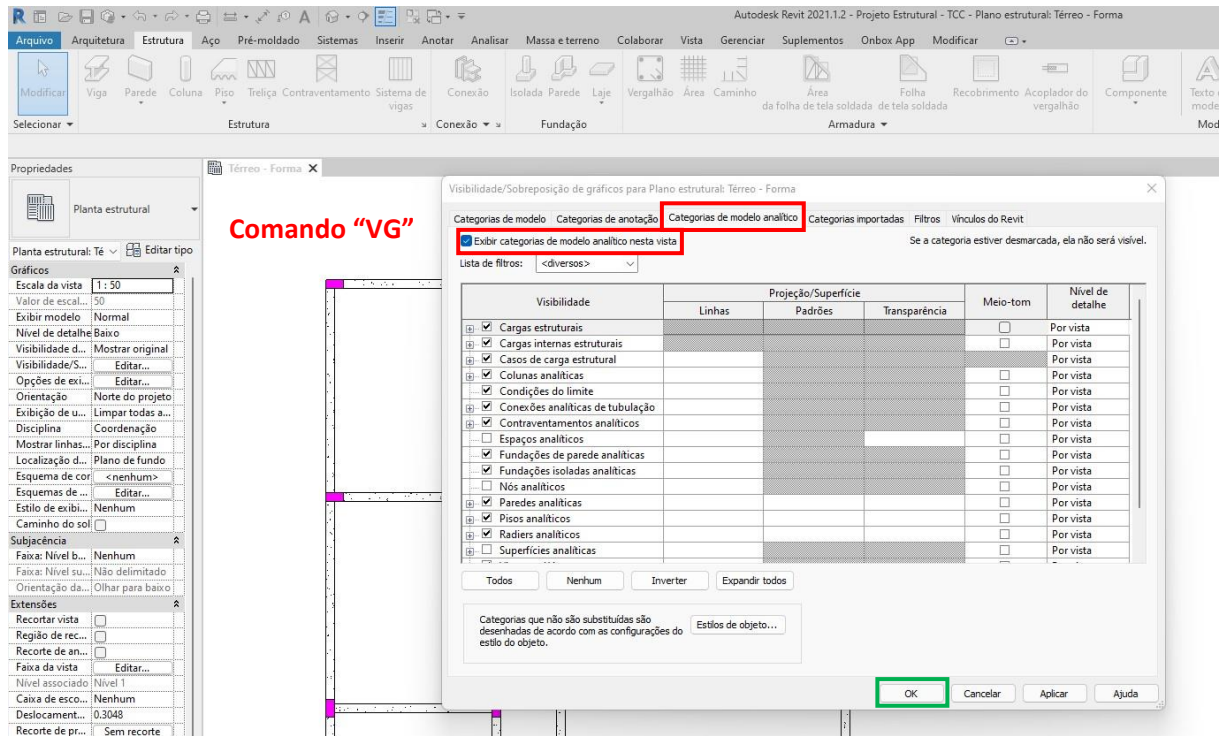 Autodesk Revit 2021.1.2 - Projeto Estrutural - TCC - Plano estrutural: Térreo - Forma
Arquivo Arquitetura Estrutura Aço Pré-moldado Sistemas Inserir Anotar Analisar Massa e terreno Colaborar Vista Gerenciar Suplementos Onbox App Modificar
Modificar Viga Parede Coluna Piso Treliça Contraventamento Sistema de vigas Conexão Isolada Parede Laje Vergalhão Área Caminho Área da folha de tela soldada Folha de tela soldada Recobrimento Acoplador do vergalhão Componente Texto
Selecionar Estrutura Conexão Fundação Armadura
Propriedades
Térreo - Forma X
Planta estrutural
Planta estrutural: Té Editar tipo
Gráficos
Escala da vista 1 : 50
Valor de escal... 50
Exibir modelo Normal
Nível de detalhe Baixo
Visibilidade d... Mostrar original
Visibilidade/S... Editar...
Opções de exi... Editar...
Orientação Norte do projeto
Exibição de u... Limpar todas a...
Disciplina Coordenação
Mostrar linhas... Por disciplina
Localização d... Plano de fundo
Esquema de cor <nenhum>
Esquemas de ... Editar...
Estilo de exibi... Nenhum
Caminho do sol
Subjacência
Faixa: Nível b... Nenhum
Faixa: Nível su... Não delimitado
Orientação da... Olhar para baixo
Extensões
Recortar vista
Região de rec...
Recorte de an...
Faixa da vista Editar...
Nível associado Nível 1
Caixa de esco... Nenhum
Deslocament... 0.3048
Recorte de pr... Sem recorte
Comando “VG”
Visibilidade/Sobreposição de gráficos para Plano estrutural: Térreo - Forma
Categorias de modelo Categorias de anotação Categorias de modelo analítico Categorias importadas Filtros Vínculos do Revit
Exibir categorias de modelo analítico nesta vista Se a categoria estiver desmarcada, ela não será visível.
Lista de filtros: <diversos>
Visibilidade Projeção/Superfície Meio-tom Nível de detalhe
Linhas Padrões Transparência
Cargas estruturais Por vista
Cargas internas estruturais Por vista
Casos de carga estrutural Por vista
Colunas analíticas Por vista
Condições do limite Por vista
Conexões analíticas de tubulação Por vista
Contraventamentos analíticos Por vista
Espaços analíticos Por vista
Fundações de parede analíticas Por vista
Fundações isoladas analíticas Por vista
Nós analíticos Por vista
Paredes analíticas Por vista
Pisos analíticos Por vista
Radiers analíticos Por vista
Superfícies analíticas Por vista
Todos Nenhum Inverter Expandir todos
Categorias que não são substituídas são
desenhadas de acordo com as configurações do
estilo do objeto.
Estilos de objeto...
OK Cancelar Aplicar Ajuda